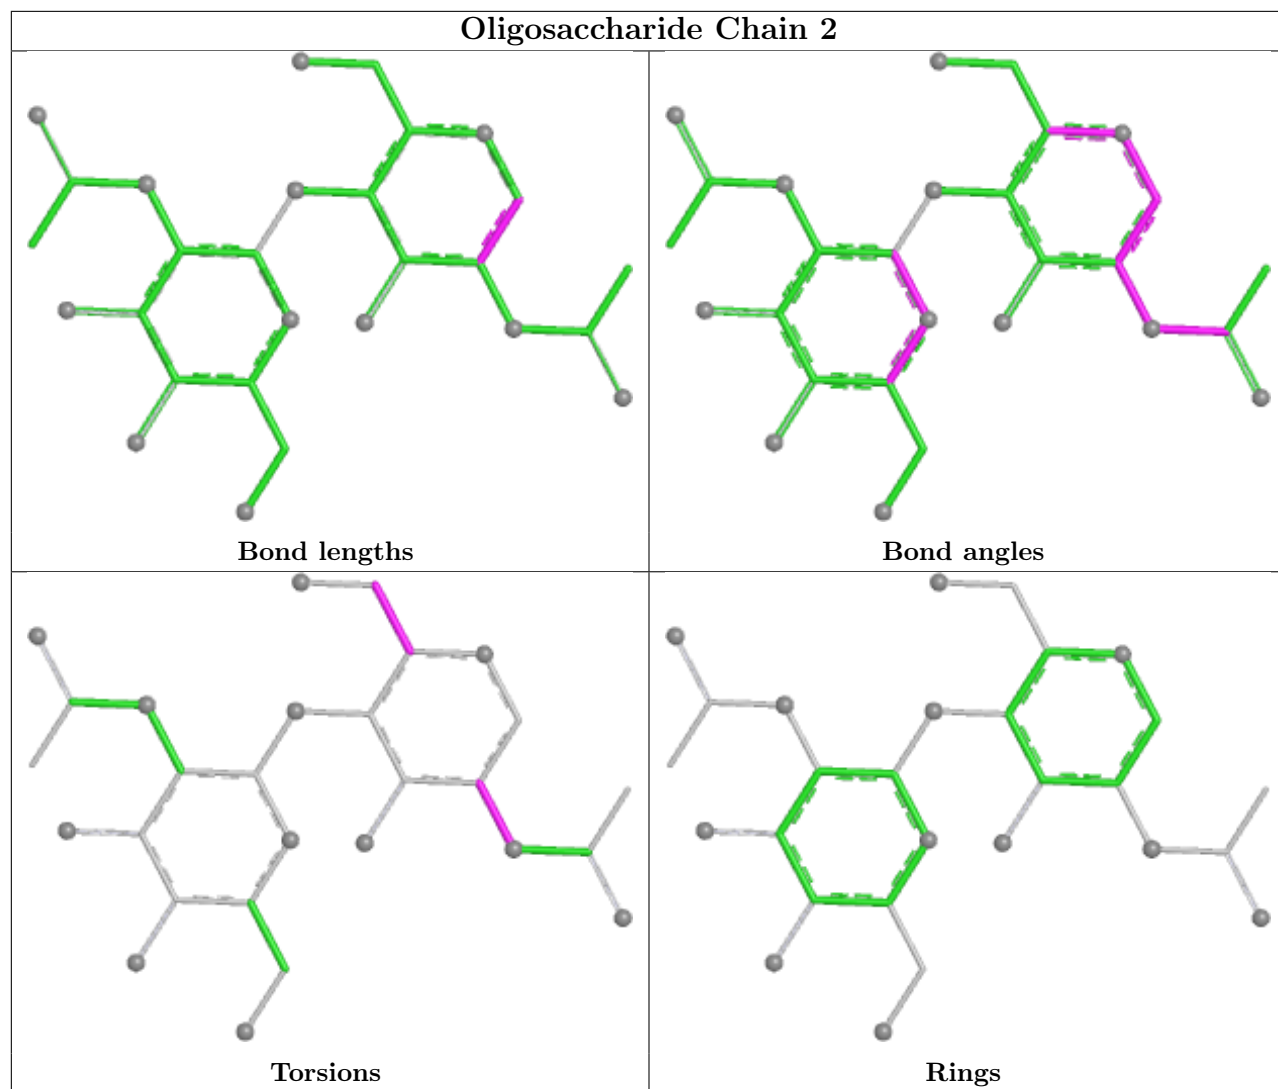 Oligosaccharide Chain 2
Bond lengths
Bond angles
Torsions
Rings